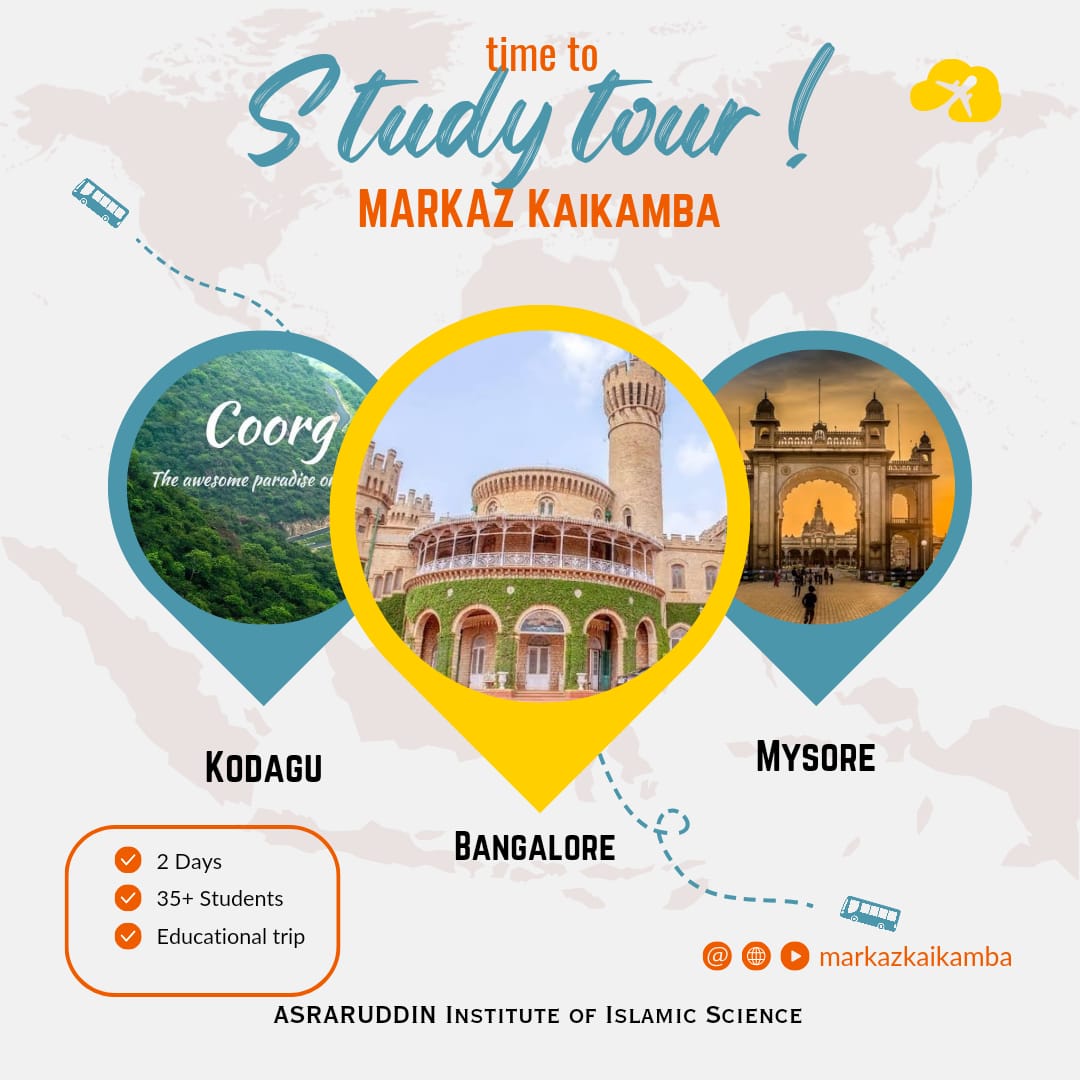 time to
Study tour!
MARKAZ KAIKAMBA
Coorg
The awesome paradise
KODAGU
MYSORE
BANGALORE
2 Days
35+ Students
Educational trip
markazkaikamba
ASRARUDDIN INSTITUTE OF ISLAMIC SCIENCE